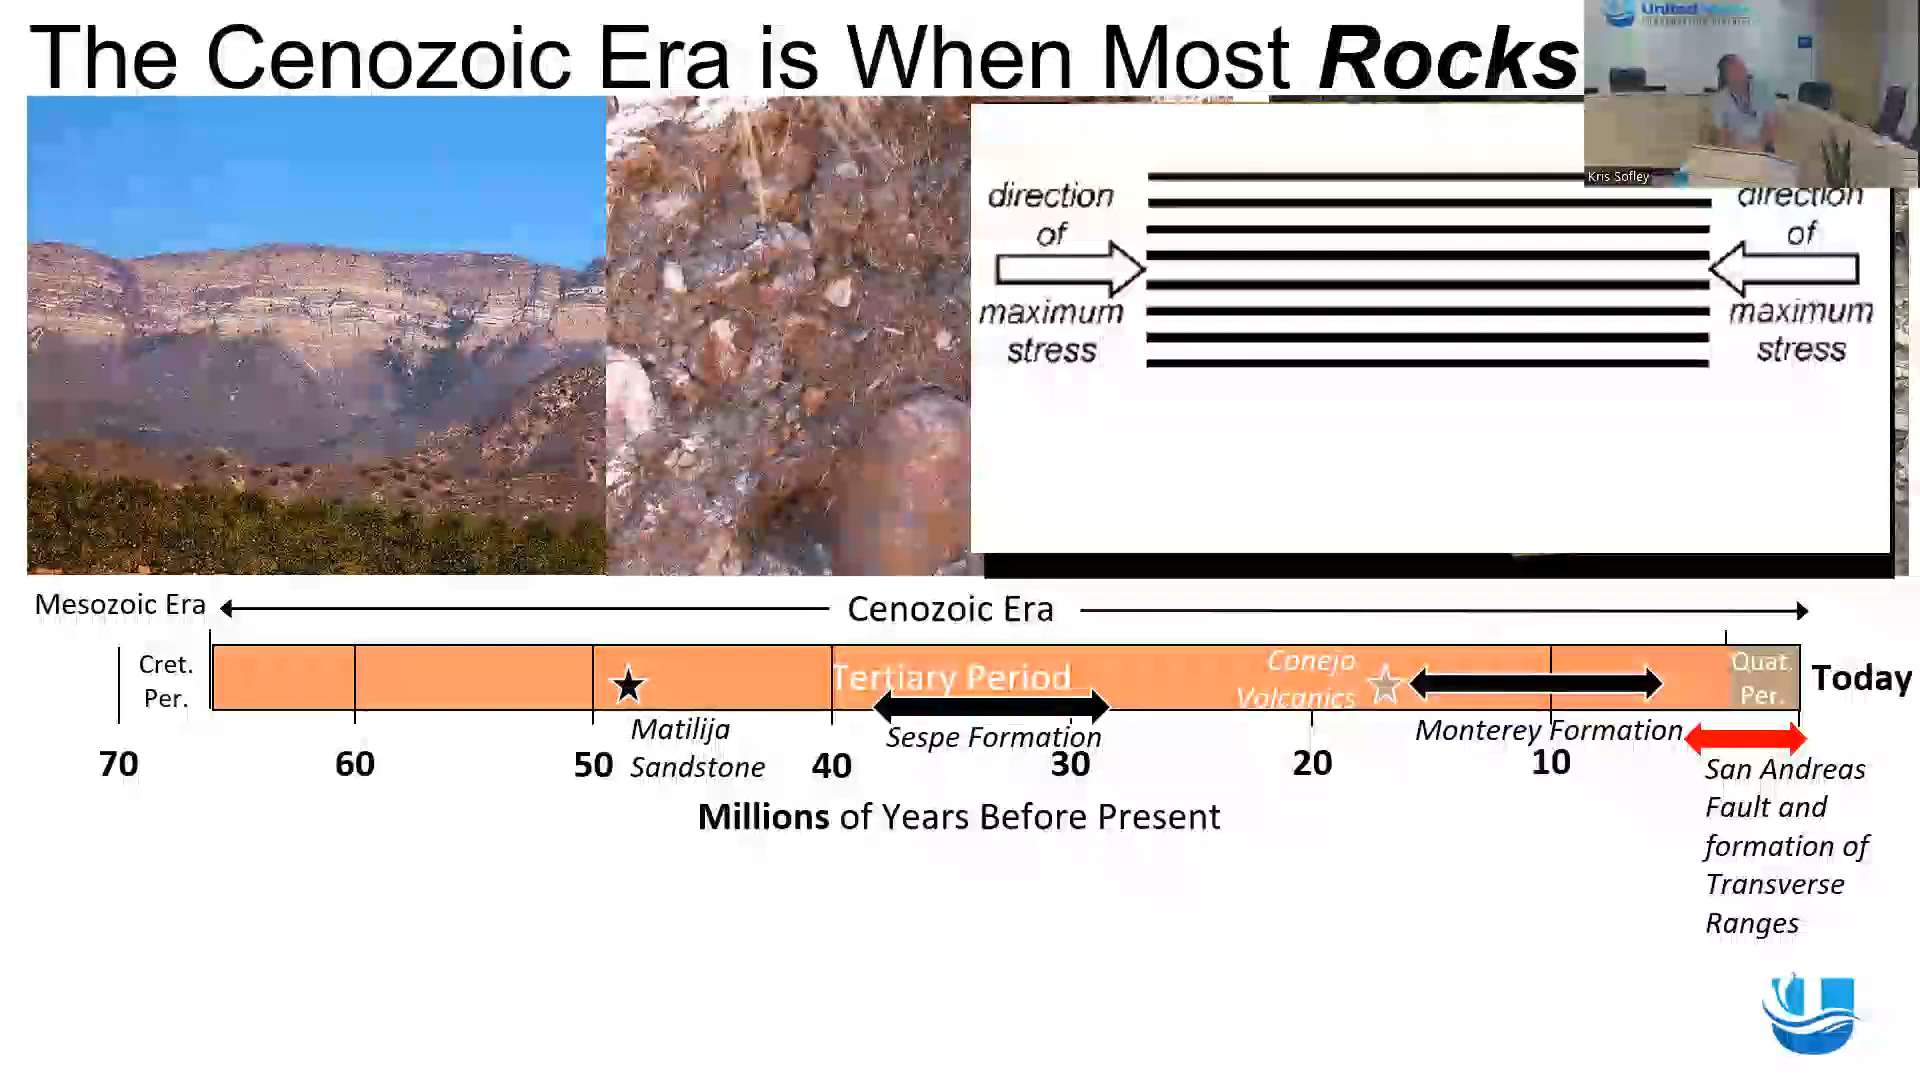 The Cenozoic Era is When Most Rocks
United Water
Kris Sofley
direction
of
maximum
stress
direction
of
maximum
stress
Mesozoic Era
Cenozoic Era
Cret.
Per.
Tertiary Period
Conejo
Volcanics
Quat.
Per.
Today
Matilija
Sandstone
Sespe Formation
Monterey Formation
70
60
50
40
30
20
10
San Andreas
Fault and
formation of
Transverse
Ranges
Millions of Years Before Present